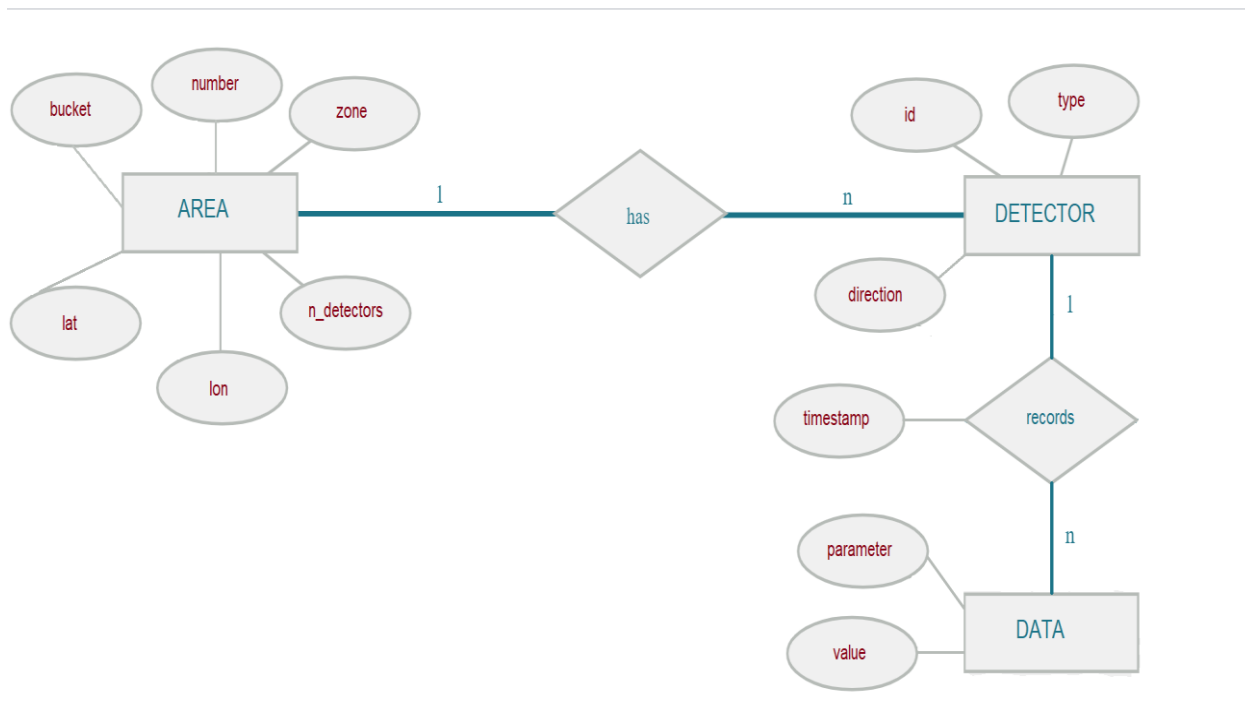 number
type
bucket
zone
id
1
n
AREA
has
DETECTOR
direction
n_detectors
1
lat
lon
timestamp
records
n
parameter
DATA
value